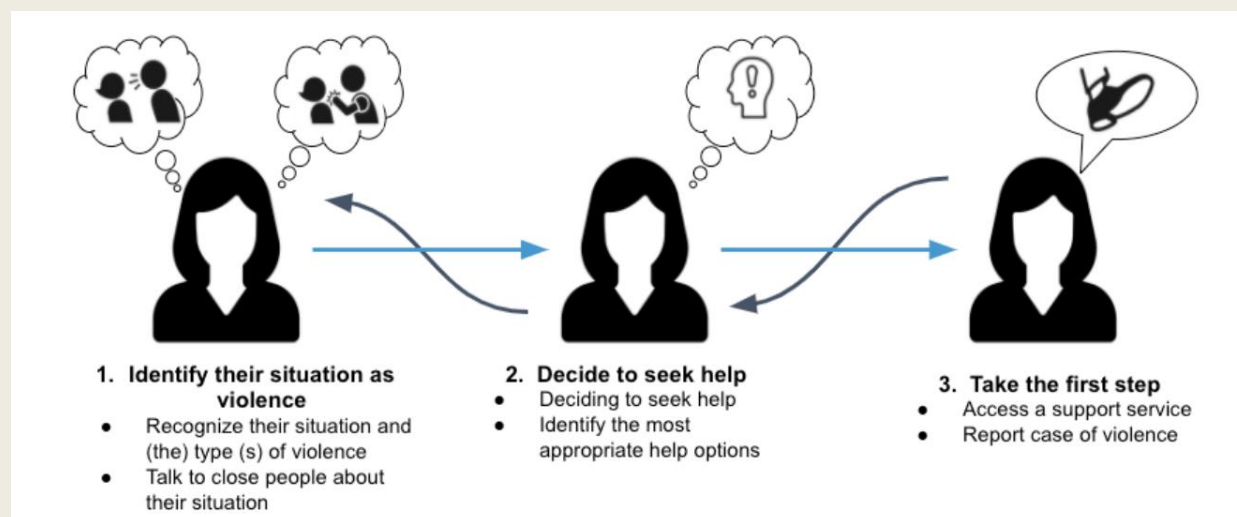 1. Identify their situation as
violence
● Recognize their situation and
(the) type (s) of violence
● Talk to close people about
their situation
2. Decide to seek help
● Deciding to seek help
● Identify the most
appropriate help options
3. Take the first step
● Access a support service
● Report case of violence